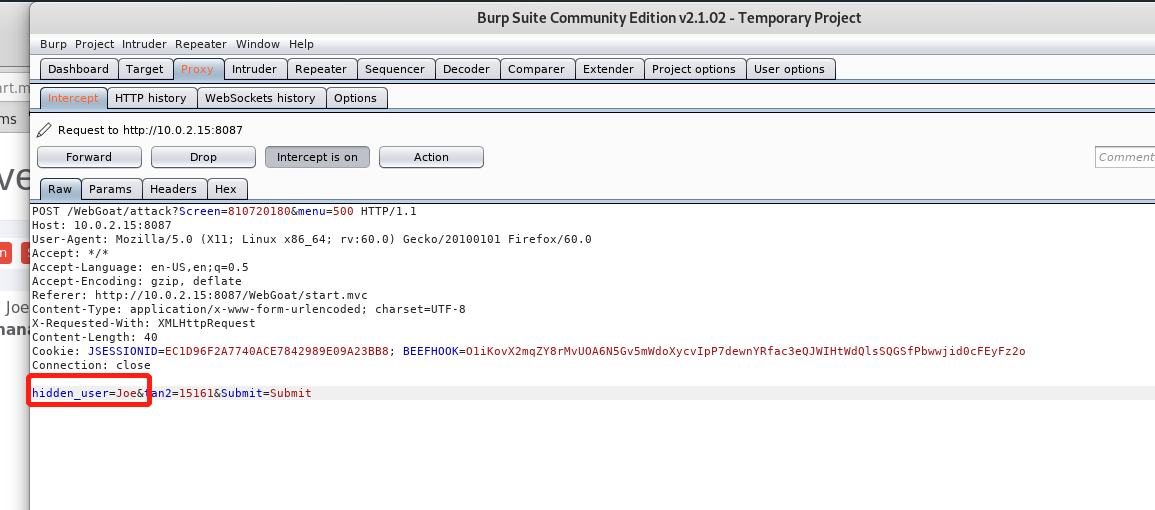 Burp Suite Community Edition v2.1.02 - Temporary Project
Burp Project Intruder Repeater Window Help
Dashboard Target Proxy Intruder Repeater Sequencer Decoder Comparer Extender Project options User options
Intercept HTTP history WebSockets history Options
Request to http://10.0.2.15:8087
Forward Drop Intercept is on Action Comment
Raw Params Headers Hex
POST /WebGoat/attack?Screen=810720180&menu=500 HTTP/1.1
Host: 10.0.2.15:8087
User-Agent: Mozilla/5.0 (X11; Linux x86_64; rv:60.0) Gecko/20100101 Firefox/60.0
Accept: */*
Accept-Language: en-US,en;q=0.5
Accept-Encoding: gzip, deflate
Referer: http://10.0.2.15:8087/WebGoat/start.mvc
Content-Type: application/x-www-form-urlencoded; charset=UTF-8
X-Requested-With: XMLHttpRequest
Content-Length: 40
Cookie: JSESSIONID=EC1D96F2A7740ACE7842989E09A23BB8; BEEFHOOK=O1iKovX2mqZY8rMvUOA6N5Gv5mWdoXycvIpP7dewnYRfac3eQJWIHtWdQlsSQGSfPbwwjid0cFEyFz2o
Connection: close
hidden_user=Joe&tan2=15161&Submit=Submit
Joe